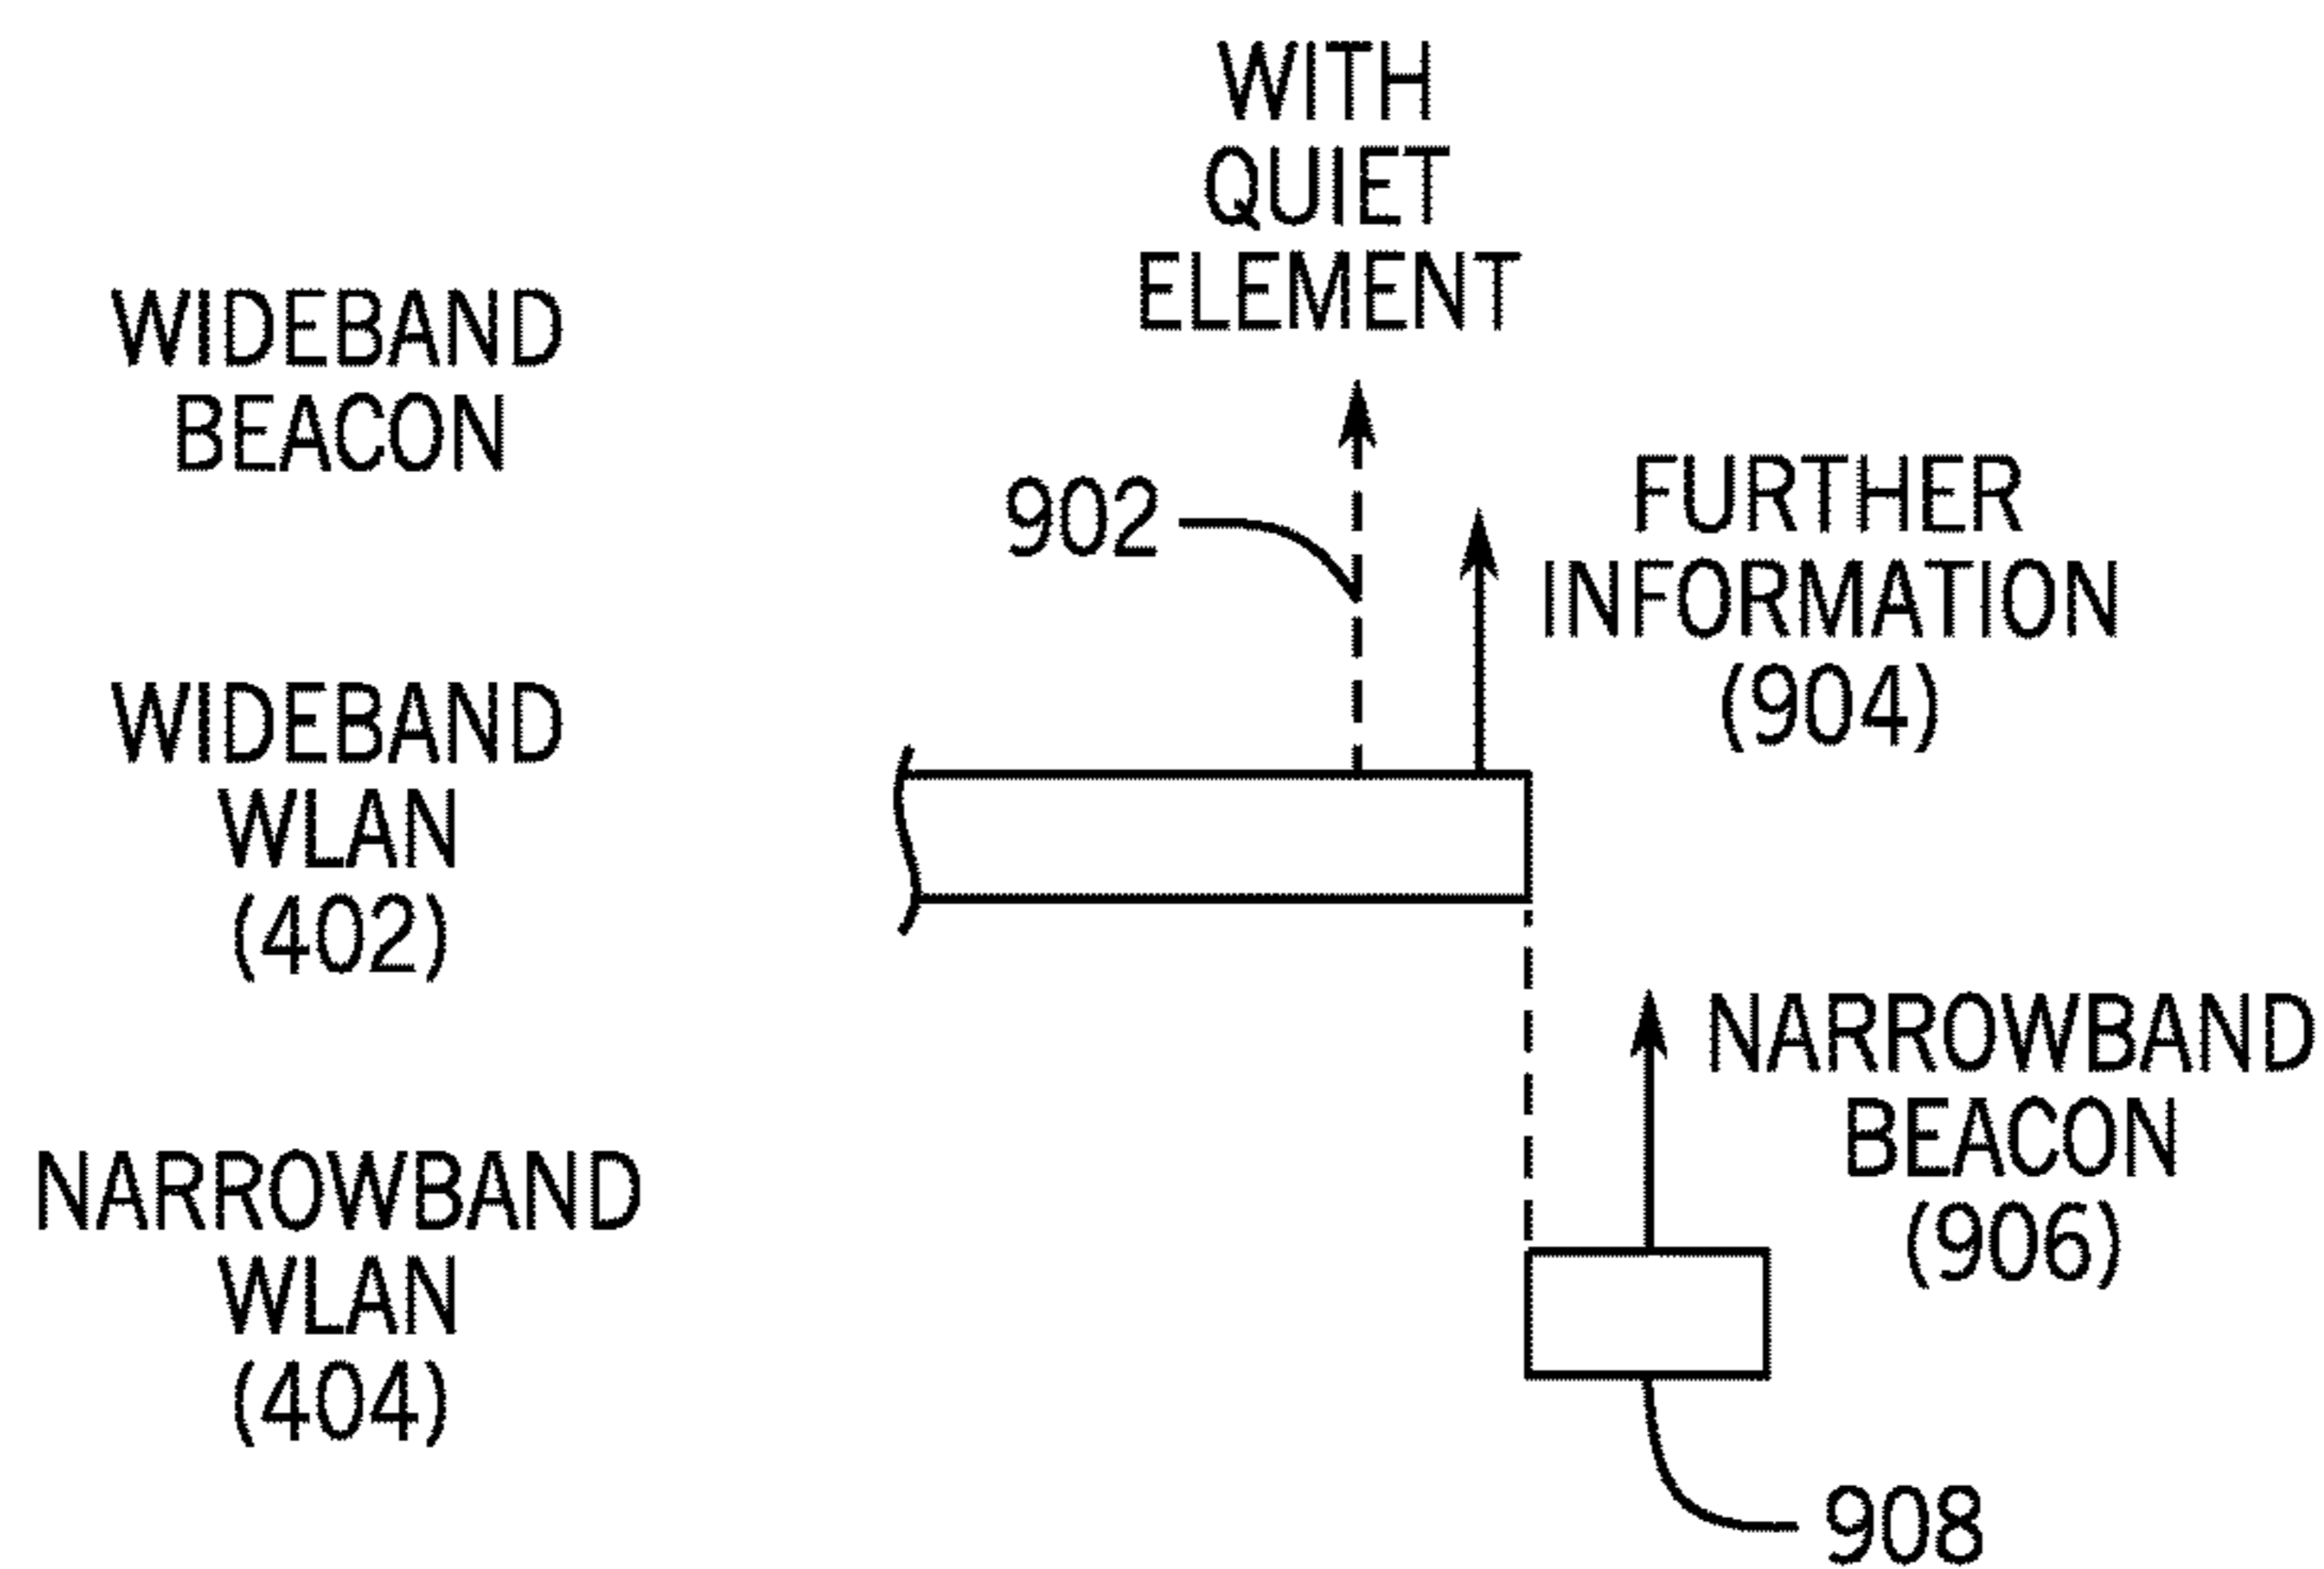 WITH
QUIET
ELEMENT
WIDEBAND
BEACON
902
FURTHER
INFORMATION
(904)
WIDEBAND
WLAN
(402)
NARROWBAND
BEACON
(906)
NARROWBAND
WLAN
(404)
908